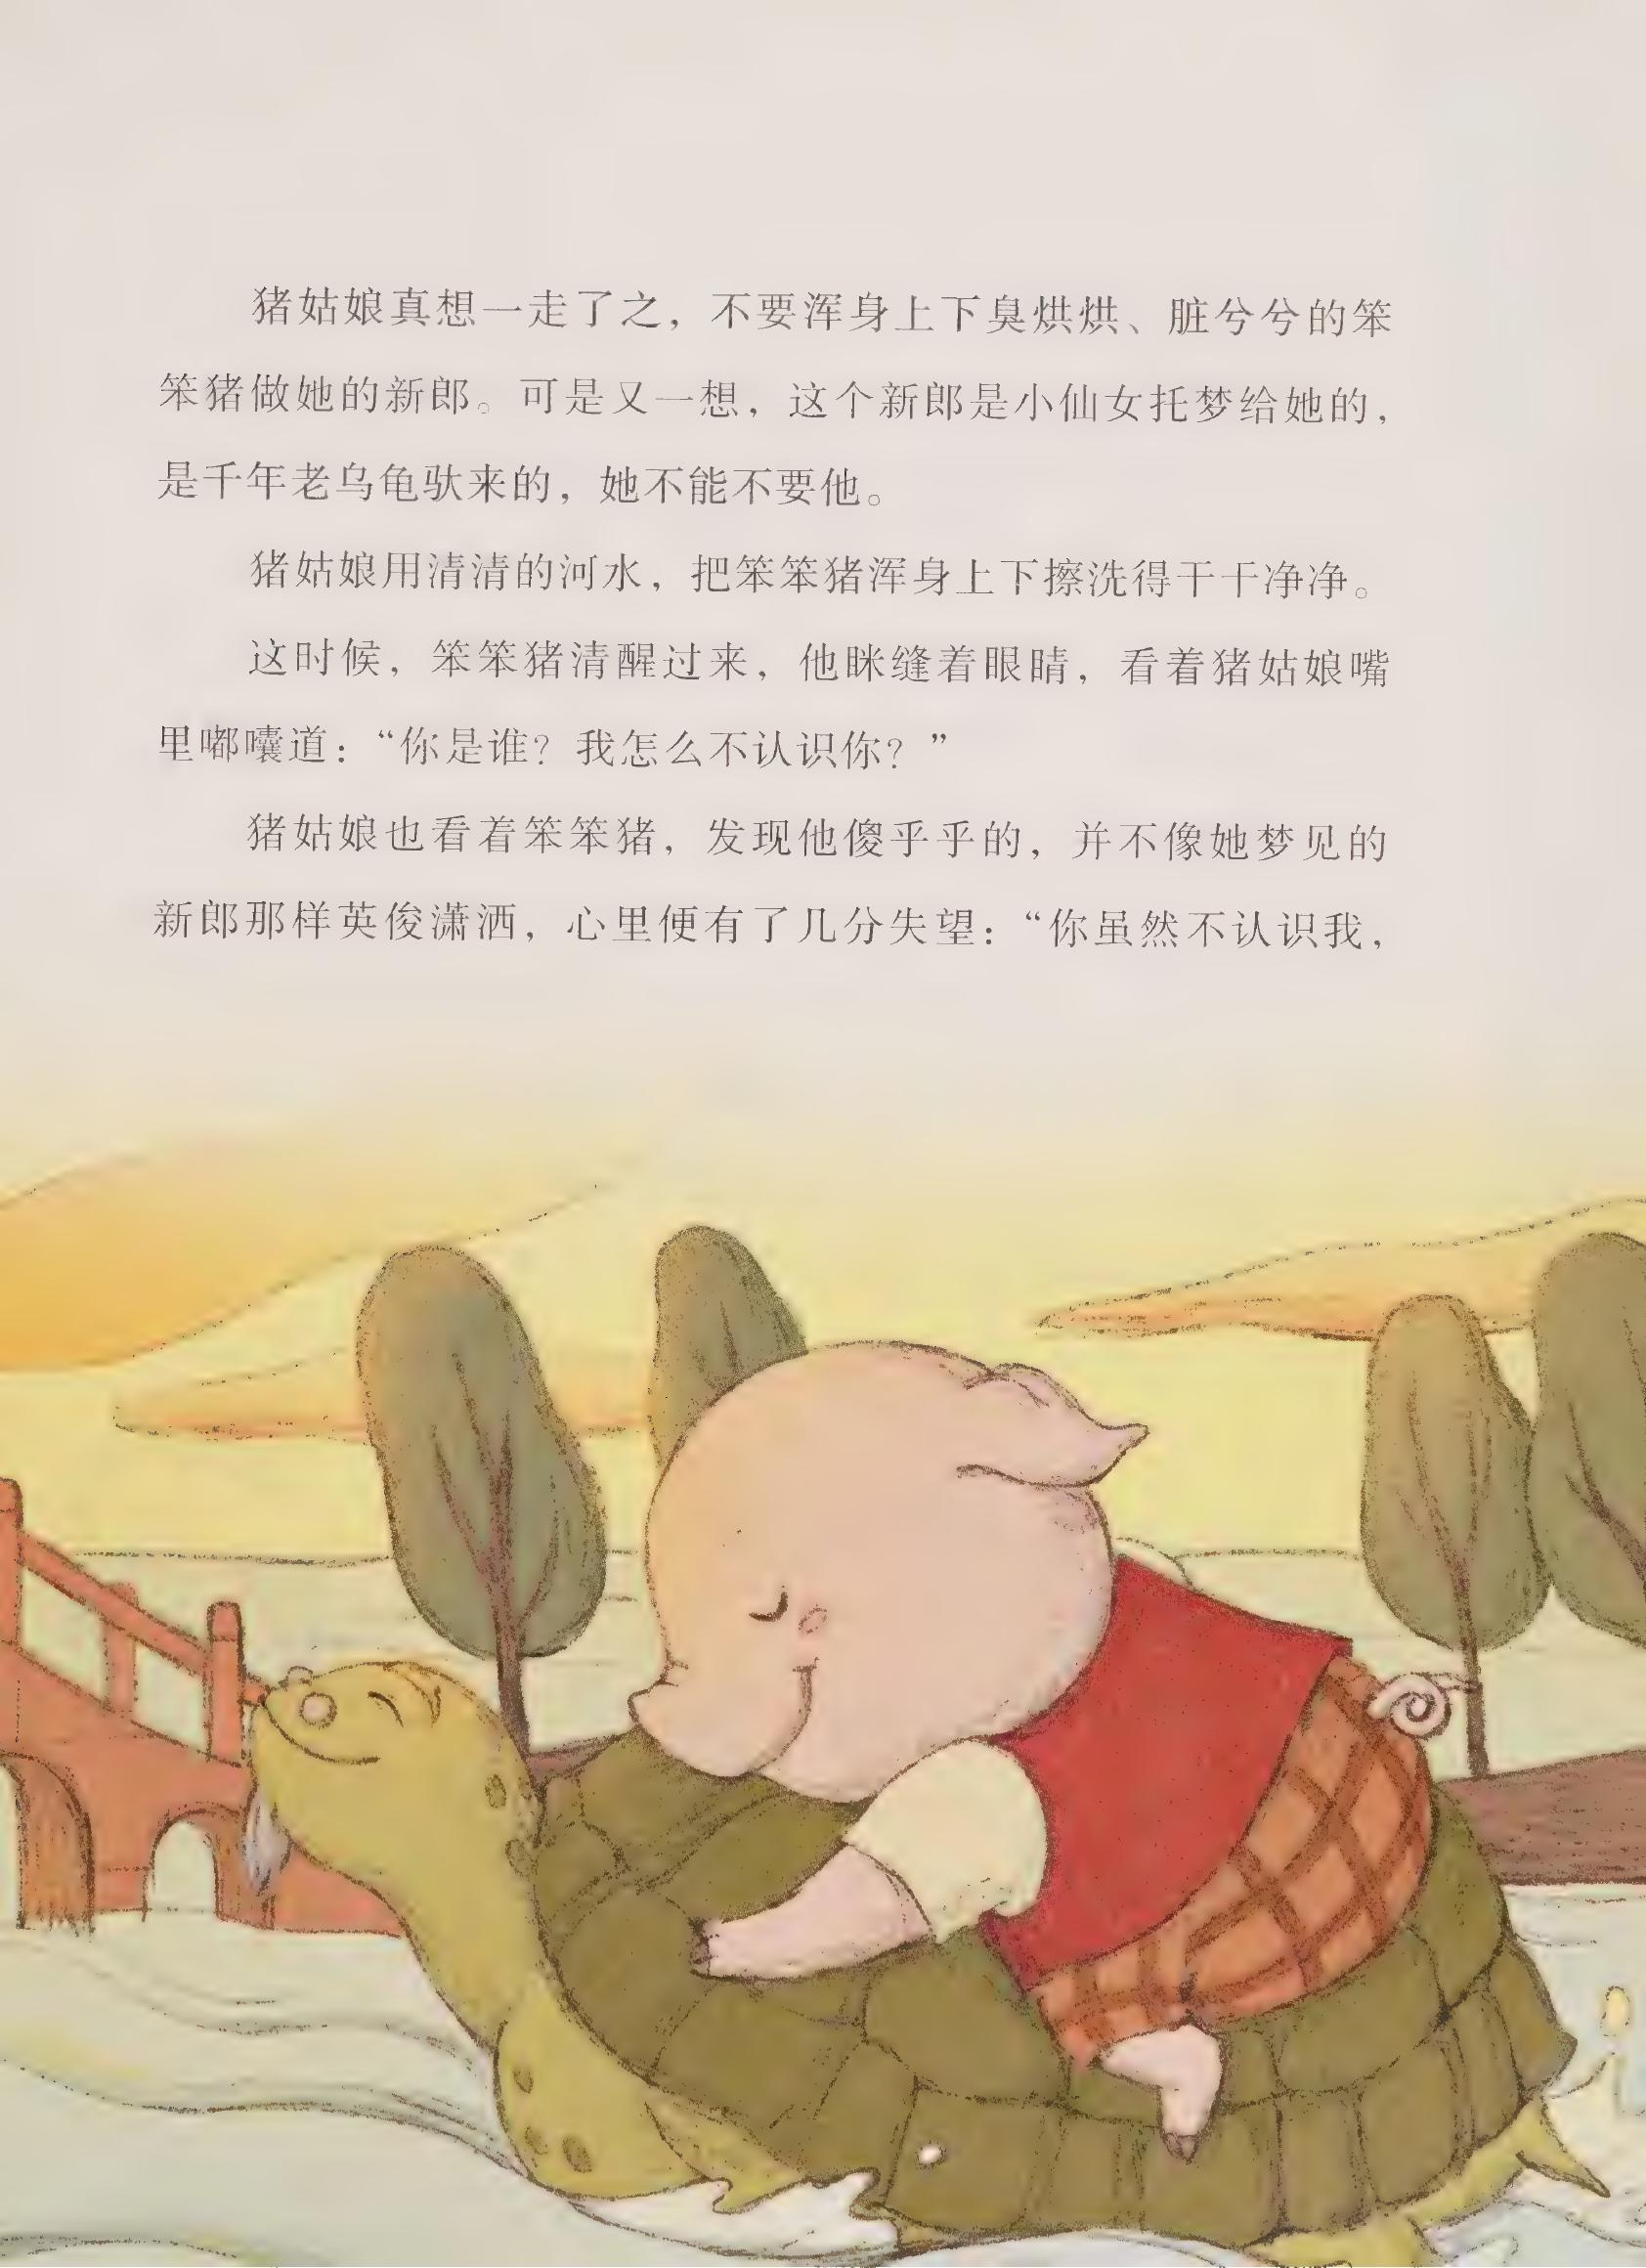 猪姑娘真想一走了之，不要浑身上下臭烘烘、脏兮兮的笨
笨猪做她的新郎。可是又一想，这个新郎是小仙女托梦给她的，
是千年老乌龟驮来的，她不能不要他。
猪姑娘用清清的河水，把笨笨猪浑身上下擦洗得干干净净。
这时候，笨笨猪清醒过来，他眯缝着眼睛，看着猪姑娘嘴
里嘟囔道：“你是谁？我怎么不认识你？”
猪姑娘也看着笨笨猪，发现他傻乎乎的，并不像她梦见的
新郎那样英俊潇洒，心里便有了几分失望：“你虽然不认识我，